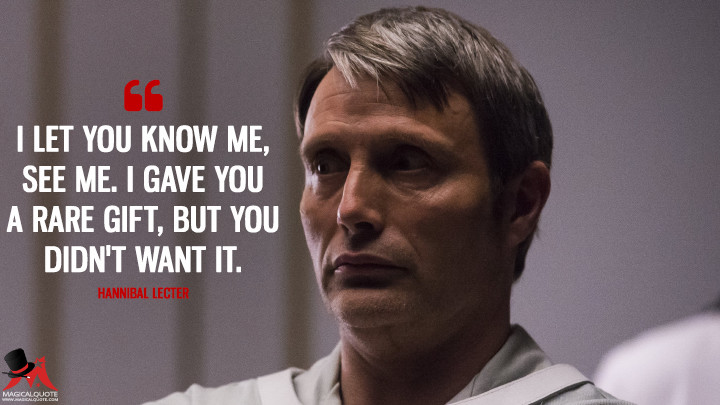 “
I LET YOU KNOW ME,
SEE ME. I GAVE YOU
A RARE GIFT, BUT YOU
DIDN'T WANT IT.
HANNIBAL LECTER
MAGICALQUOTE
WWW.MAGICALQUOTE.COM